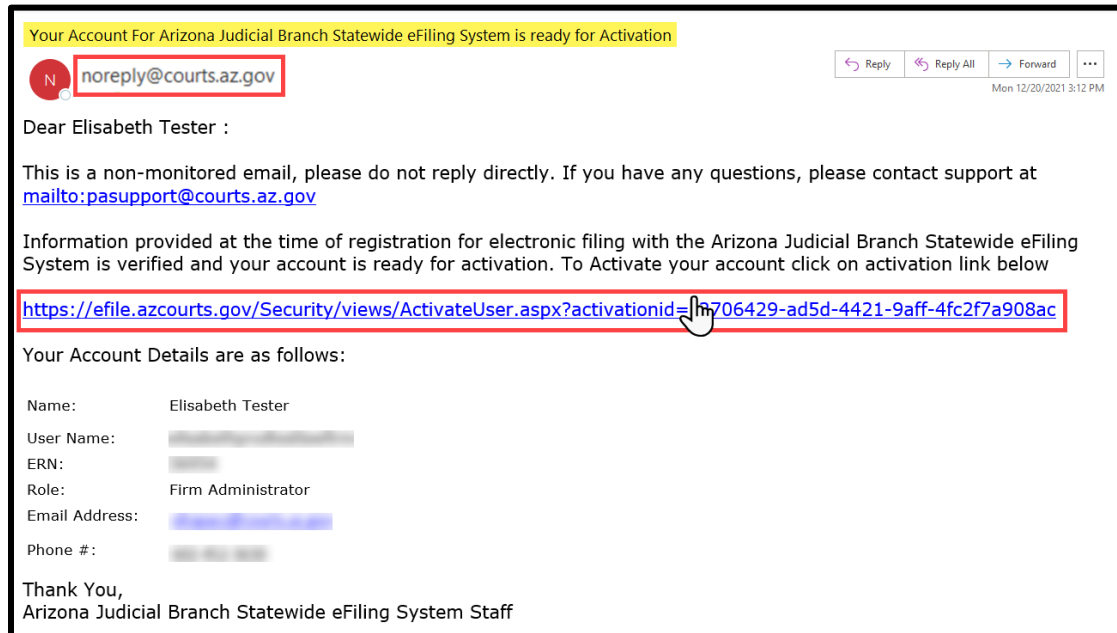 Your Account For Arizona Judicial Branch Statewide eFiling System is ready for Activation
N
noreply@courts.az.gov
Reply
Reply All
Forward
...
Mon 12/20/2021 3:12 PM
Dear Elisabeth Tester :
This is a non-monitored email, please do not reply directly. If you have any questions, please contact support at
mailto:pasupport@courts.az.gov
Information provided at the time of registration for electronic filing with the Arizona Judicial Branch Statewide eFiling
System is verified and your account is ready for activation. To Activate your account click on activation link below
https://efile.azcourts.gov/Security/views/ActivateUser.aspx?activationid= 706429-ad5d-4421-9aff-4fc2f7a908ac
Your Account Details are as follows:
Name: Elisabeth Tester
User Name:
ERN:
Role: Firm Administrator
Email Address:
Phone #:
Thank You,
Arizona Judicial Branch Statewide eFiling System Staff